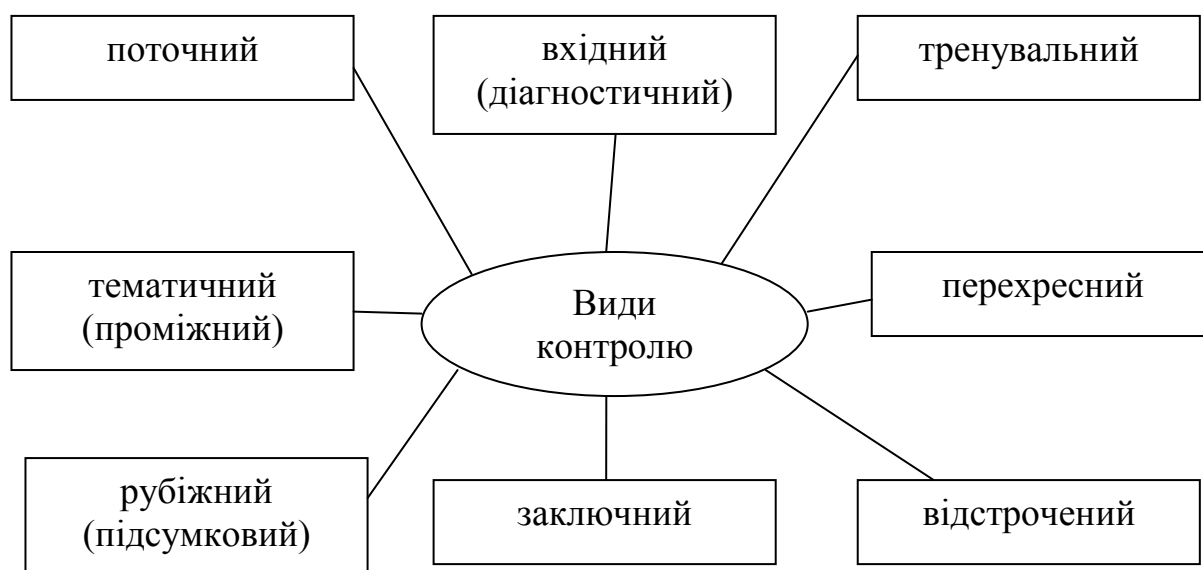 поточний
вхідний
(діагностичний)
тренувальний
тематичний
(проміжний)
Види
контролю
перехресний
рубіжний
(підсумковий)
заключний
відстрочений